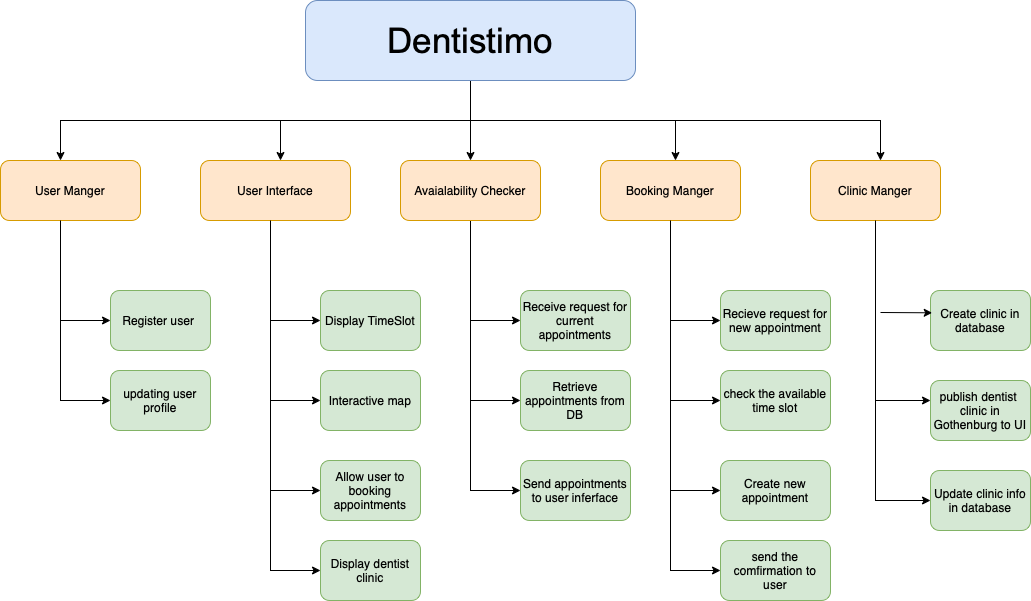 Dentistimo
User Manger
User Interface
Avaialability Checker
Booking Manger
Clinic Manger
Register user
updating user
profile
Display TimeSlot
Interactive map
Allow user to
booking
appointments
Display dentist
clinic
Receive request for
current
appointments
Retrieve
appointments from
DB
Send appointments
to user inferface
Recieve request for
new appointment
check the available
time slot
Create new
appointment
send the
comfirmation to
user
Create clinic in
database
publish dentist
clinic in
Gothenburg to UI
Update clinic info
in database